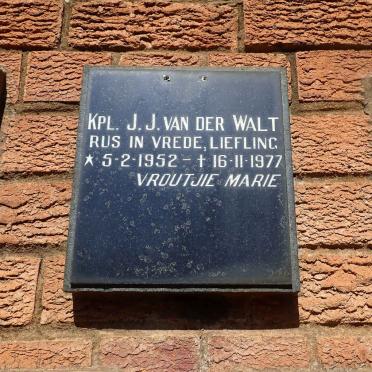 KPL. J. J. VAN DER WALT
RUS IN VREDE, LIEFLING
★ 5-2-1952 - † 16-11-1977
VROUTJIE MARIE